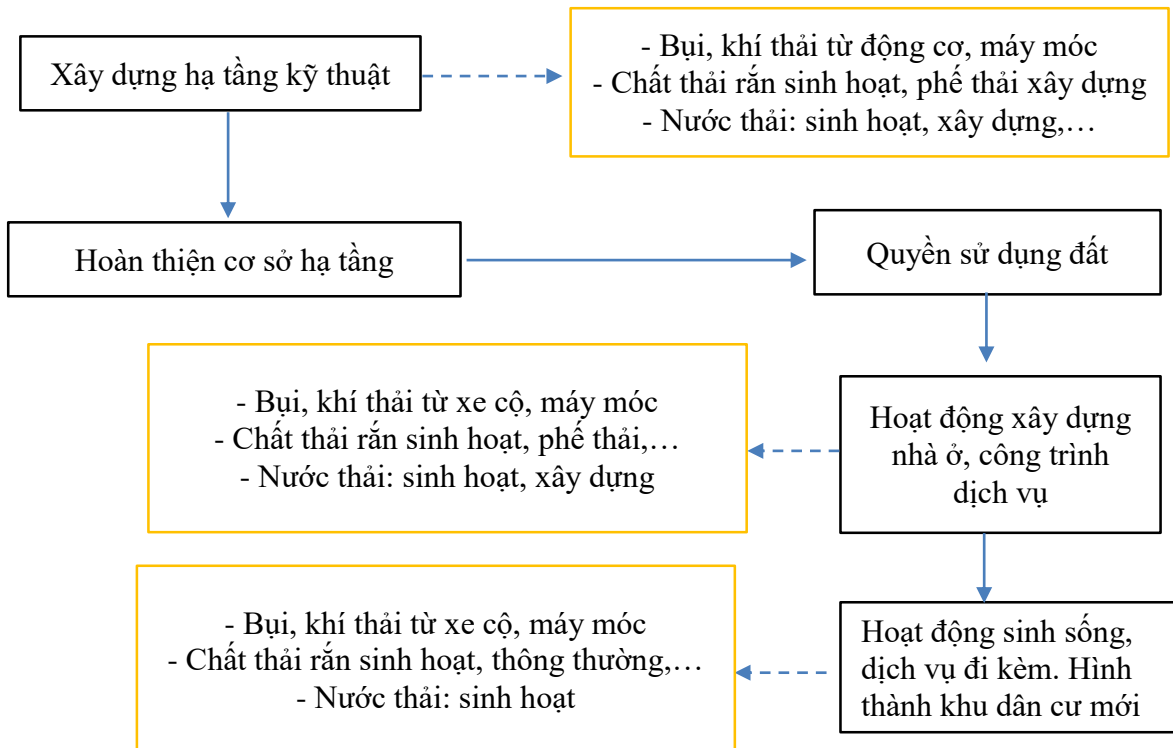 Xây dựng hạ tầng kỹ thuật
- Bụi, khí thải từ động cơ, máy móc
- Chất thải rắn sinh hoạt, phế thải xây dựng
- Nước thải: sinh hoạt, xây dựng,…
Hoàn thiện cơ sở hạ tầng
Quyền sử dụng đất
- Bụi, khí thải từ xe cộ, máy móc
- Chất thải rắn sinh hoạt, phế thải,…
- Nước thải: sinh hoạt, xây dựng
Hoạt động xây dựng
nhà ở, công trình
dịch vụ
- Bụi, khí thải từ xe cộ, máy móc
- Chất thải rắn sinh hoạt, thông thường,…
- Nước thải: sinh hoạt
Hoạt động sinh sống,
dịch vụ đi kèm. Hình
thành khu dân cư mới